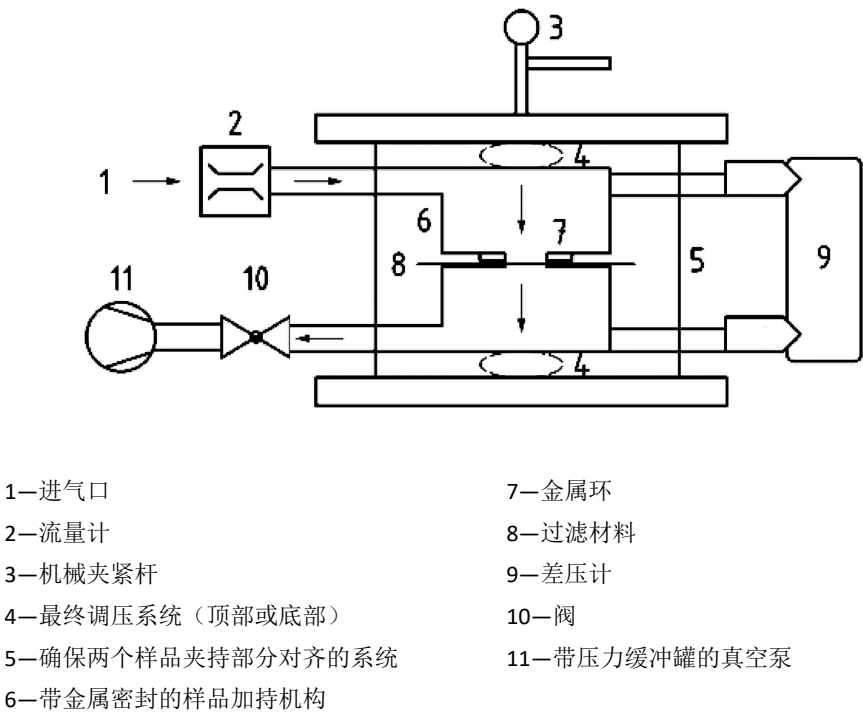 3
2
4
1
6
7
8
5
9
11
10
4
1—进气口
2—流量计
3—机械夹紧杆
4—最终调压系统（顶部或底部）
5—确保两个样品夹持部分对齐的系统
6—带金属密封的样品加持机构
7—金属环
8—过滤材料
9—差压计
10—阀
11—带压力缓冲罐的真空泵